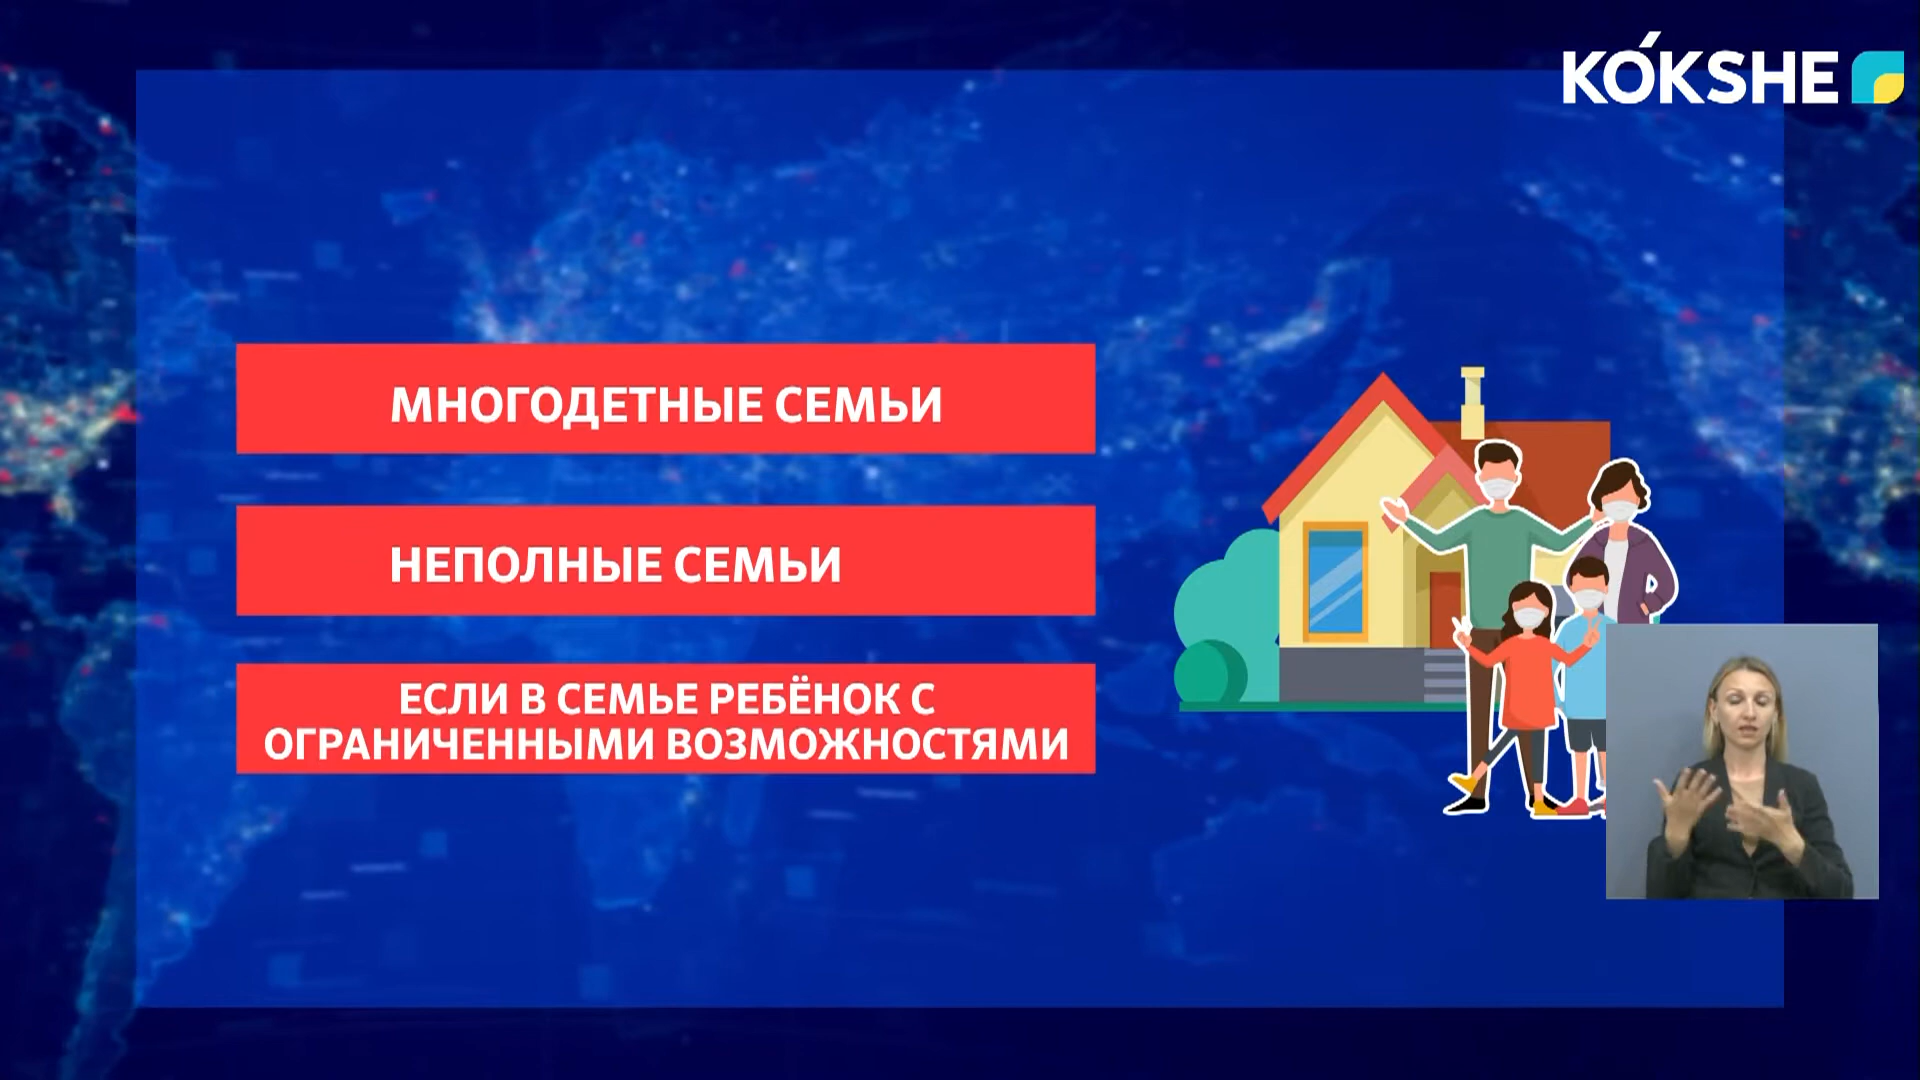 KÓKSHE
МНОГОДЕТНЫЕ СЕМЬИ
НЕПОЛНЫЕ СЕМЬИ
ЕСЛИ В СЕМЬЕ РЕБЁНОК С
ОГРАНИЧЕННЫМИ ВОЗМОЖНОСТЯМИ